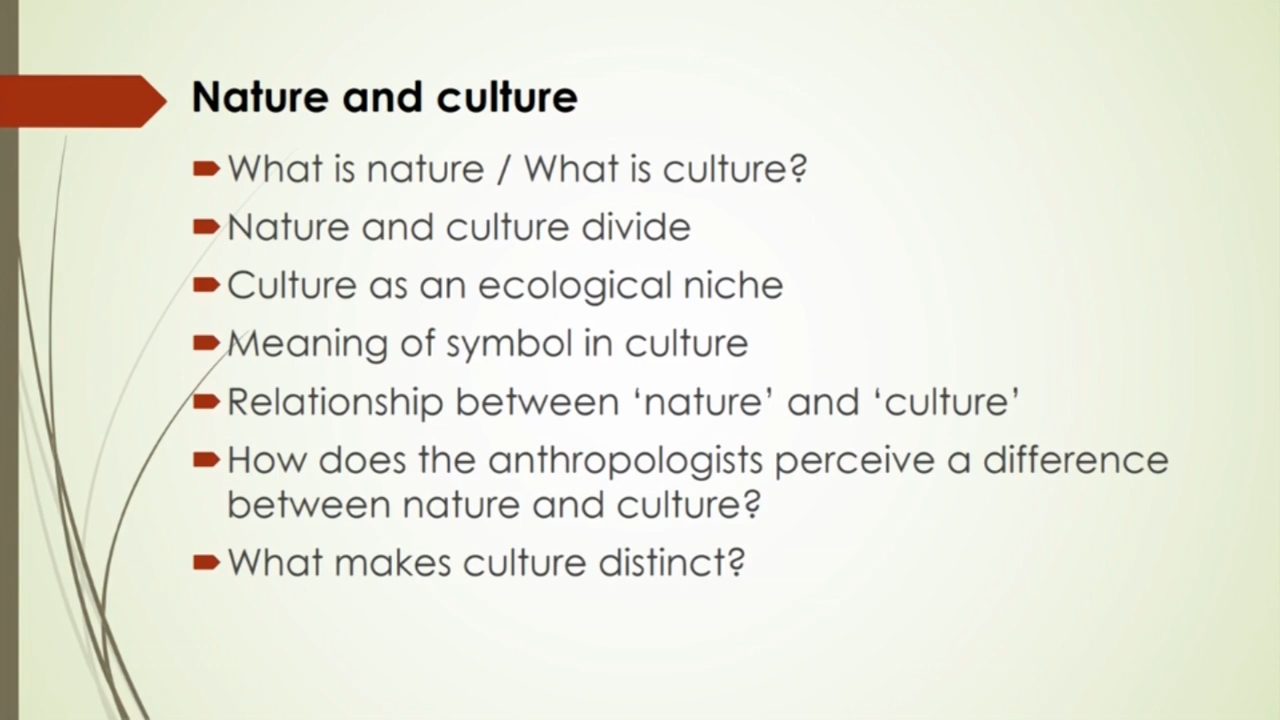 Nature and culture
What is nature / What is culture?
Nature and culture divide
Culture as an ecological niche
Meaning of symbol in culture
Relationship between ‘nature’ and ‘culture’
How does the anthropologists perceive a difference
between nature and culture?
What makes culture distinct?